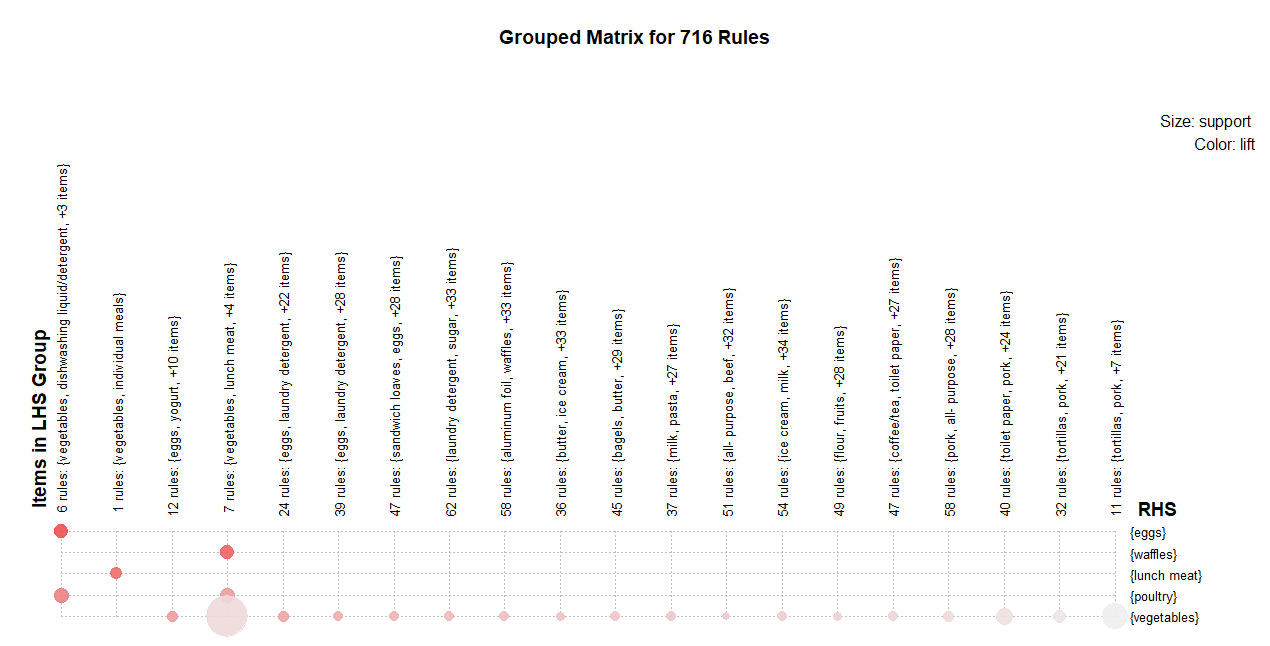 Grouped Matrix for 716 Rules
Size: support
Color: lift
Items in LHS Group
6 rules: {vegetables, dishwashing liquid/detergent, +3 items}
1 rules: {vegetables, individual meals}
12 rules: {eggs, yogurt, +10 items}
7 rules: {vegetables, lunch meat, +4 items}
24 rules: {eggs, laundry detergent, +22 items}
39 rules: {eggs, laundry detergent, +28 items}
47 rules: {sandwich loaves, eggs, +28 items}
62 rules: {laundry detergent, sugar, +33 items}
58 rules: {aluminum foil, waffles, +33 items}
36 rules: {butter, ice cream, +33 items}
45 rules: {bagels, butter, +29 items}
37 rules: {milk, pasta, +27 items}
51 rules: {all- purpose, beef, +32 items}
54 rules: {ice cream, milk, +34 items}
49 rules: {flour, fruits, +28 items}
47 rules: {coffee/tea, toilet paper, +27 items}
58 rules: {pork, all- purpose, +28 items}
40 rules: {toilet paper, pork, +24 items}
32 rules: {tortillas, pork, +21 items}
11 rules: {tortillas, pork, +7 items}
RHS
{eggs}
{waffles}
{lunch meat}
{poultry}
{vegetables}